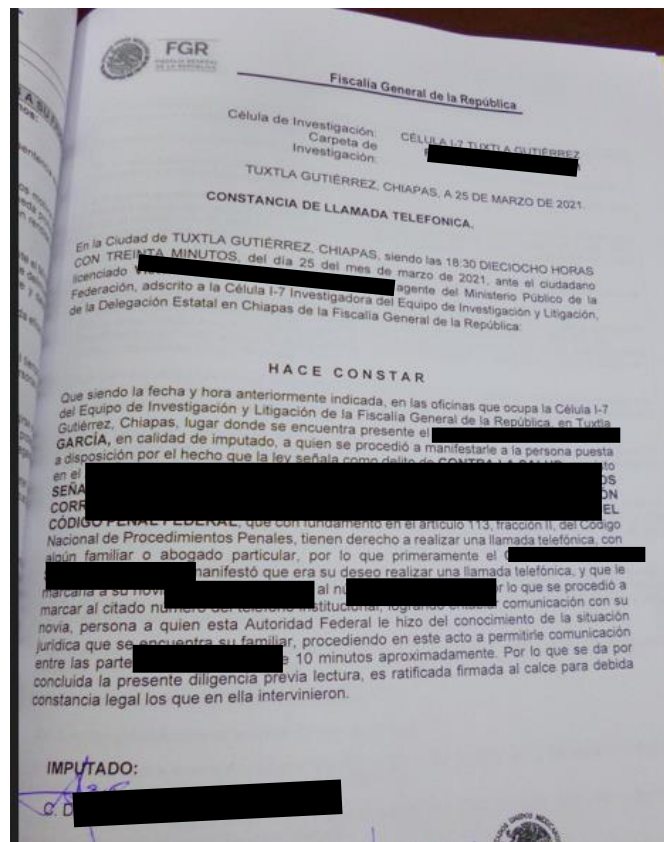 FGR
FISCALÍA GENERAL
DE LA REPÚBLICA
Fiscalía General de la República
Célula de Investigación:
CÉLULA I-7 TUXTLA GUTIÉRREZ
Carpeta de
Investigación:
TUXTLA GUTIÉRREZ, CHIAPAS, A 25 DE MARZO DE 2021.
CONSTANCIA DE LLAMADA TELEFONICA.
En la Ciudad de TUXTLA GUTIÉRREZ, CHIAPAS, siendo las 18:30 DIECIOCHO HORAS
CON TREINTA MINUTOS, del día 25 del mes de marzo de 2021, ante el ciudadano
licenciado agente del Ministerio Público de la
Federación, adscrito a la Célula I-7 Investigadora del Equipo de Investigación y Litigación,
de la Delegación Estatal en Chiapas de la Fiscalía General de la República:
HACE CONSTAR
Que siendo la fecha y hora anteriormente indicada, en las oficinas que ocupa la Célula I-7
del Equipo de Investigación y Litigación de la Fiscalía General de la República, en Tuxtla
Gutiérrez, Chiapas, lugar donde se encuentra presente el
GARCÍA, en calidad de imputado, a quien se procedió a manifestarle a la persona puesta
a disposición por el hecho que la ley señala como delito de CONTRA LA SALUD
en el
SEÑA
CORR EL
CÓDIGO PENAL FEDERAL, que con fundamento en el artículo 113, fracción II, del Código
Nacional de Procedimientos Penales, tienen derecho a realizar una llamada telefónica, con
algún familiar o abogado particular, por lo que primeramente el
manifestó que era su deseo realizar una llamada telefónica, y que le
marcaría a su novia al por lo que se procedió a
marcar al citado número del teléfono institucional, logrando entablar comunicación con su
novia, persona a quien esta Autoridad Federal le hizo del conocimiento de la situación
jurídica que se encuentra su familiar, procediendo en este acto a permitirle comunicación
entre las parte 10 minutos aproximadamente. Por lo que se da por
concluida la presente diligencia previa lectura, es ratificada firmada al calce para debida
constancia legal los que en ella intervinieron.
IMPUTADO:
C. D